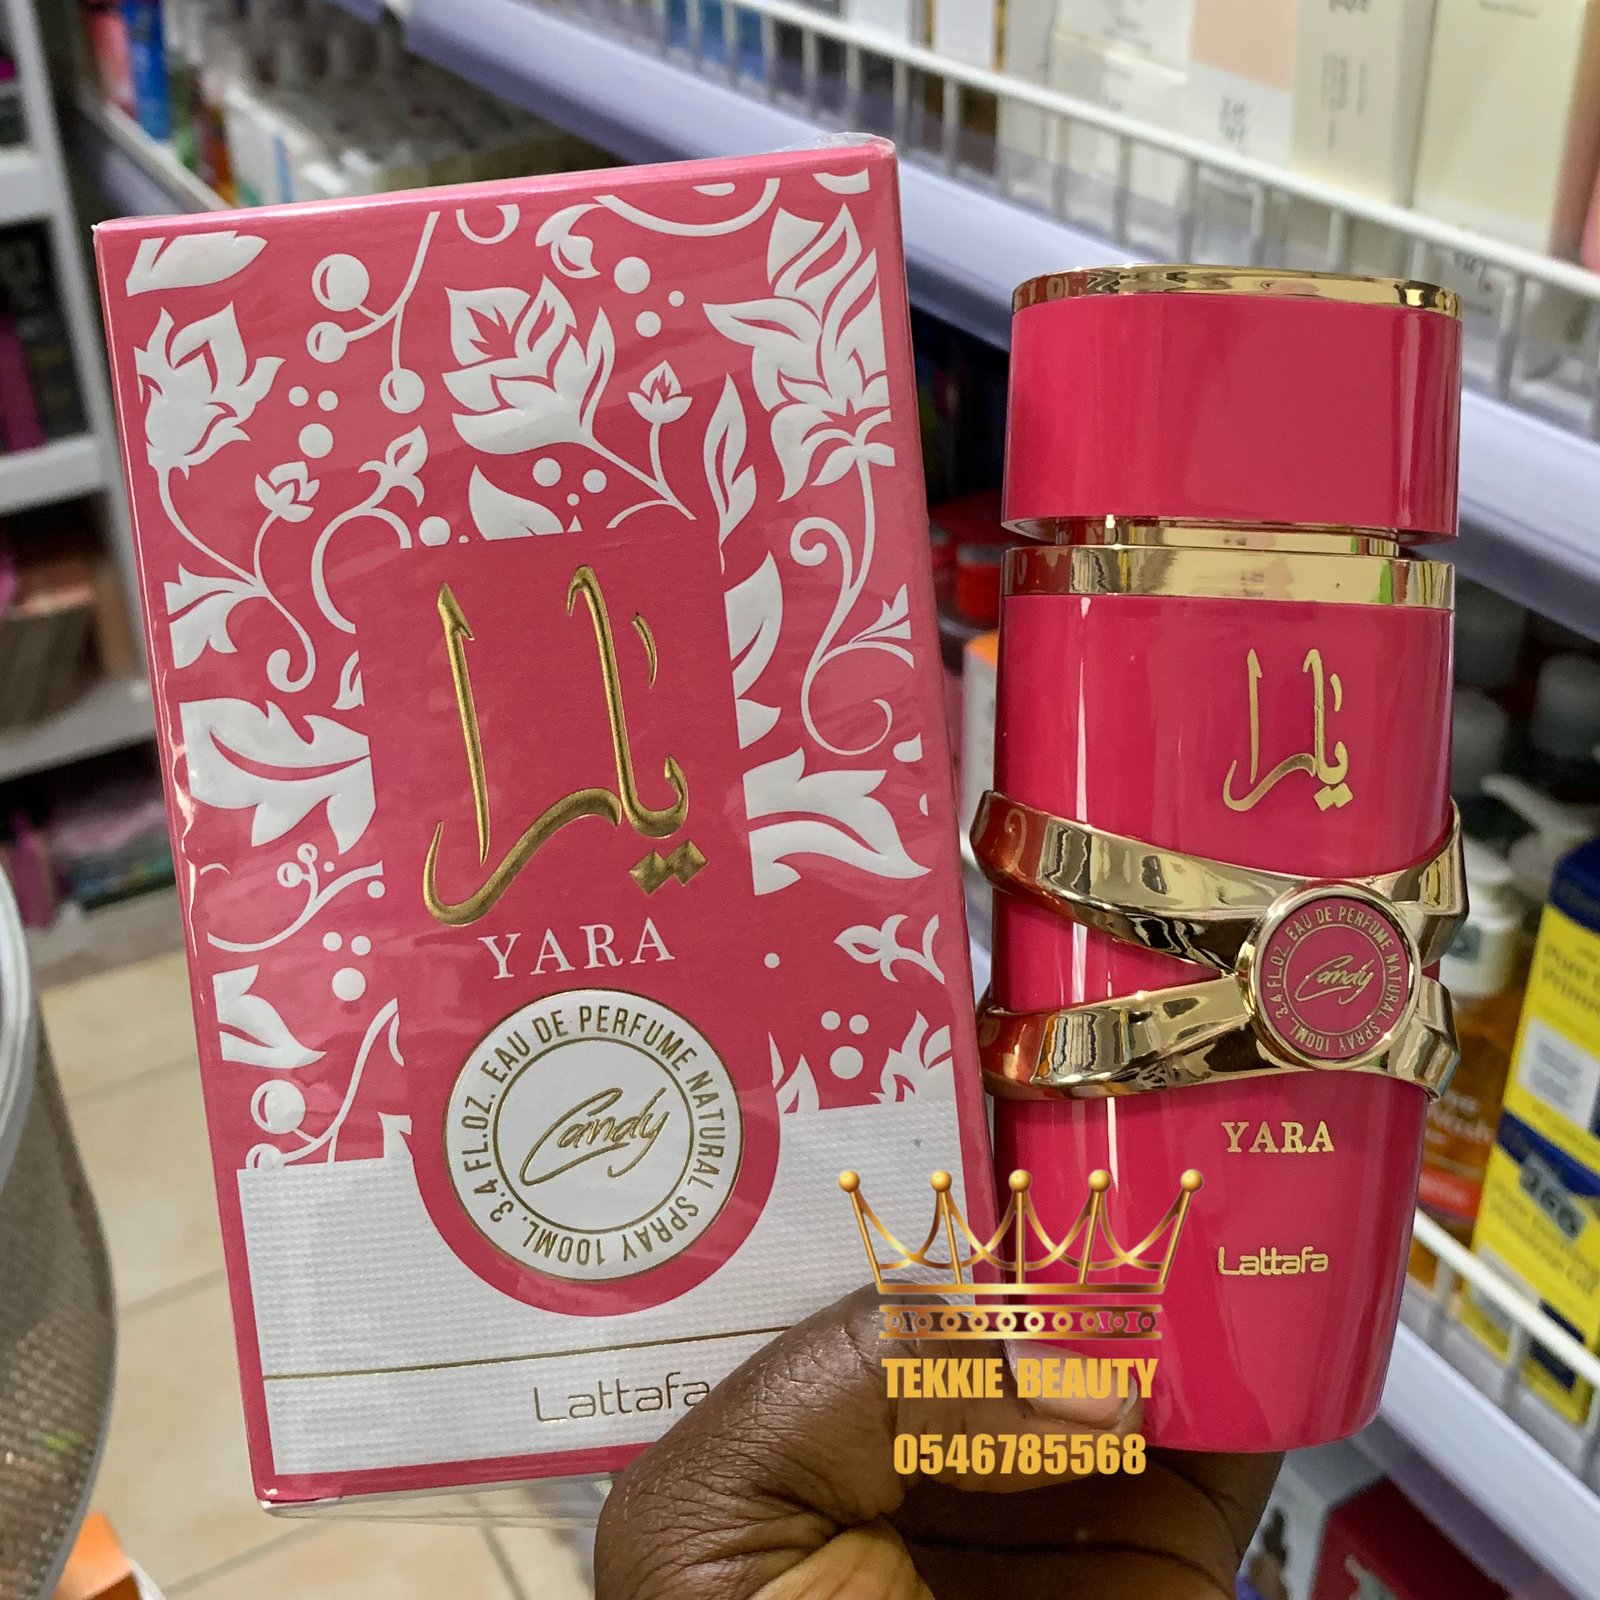 يارا
YARA
3.4 FL.OZ. EAU DE PERFUME NATURAL SPRAY 100ML.
Candy
Lattafa
يارا
3.4 FL.OZ. EAU DE PERFUME NATURAL SPRAY 100ML
Candy
YARA
Lattafa
TEKKIE BEAUTY
0546785568